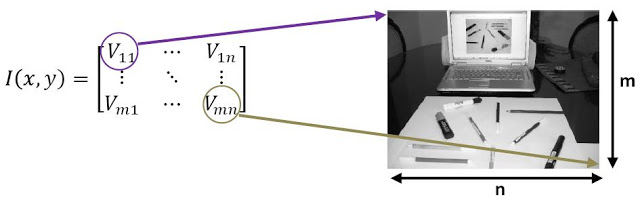 V₁₁ ⋯ V₁ₙ
I(x, y) = ⋮ ⋱ ⋮
Vₘ₁ ⋯ Vₘₙ
m
n